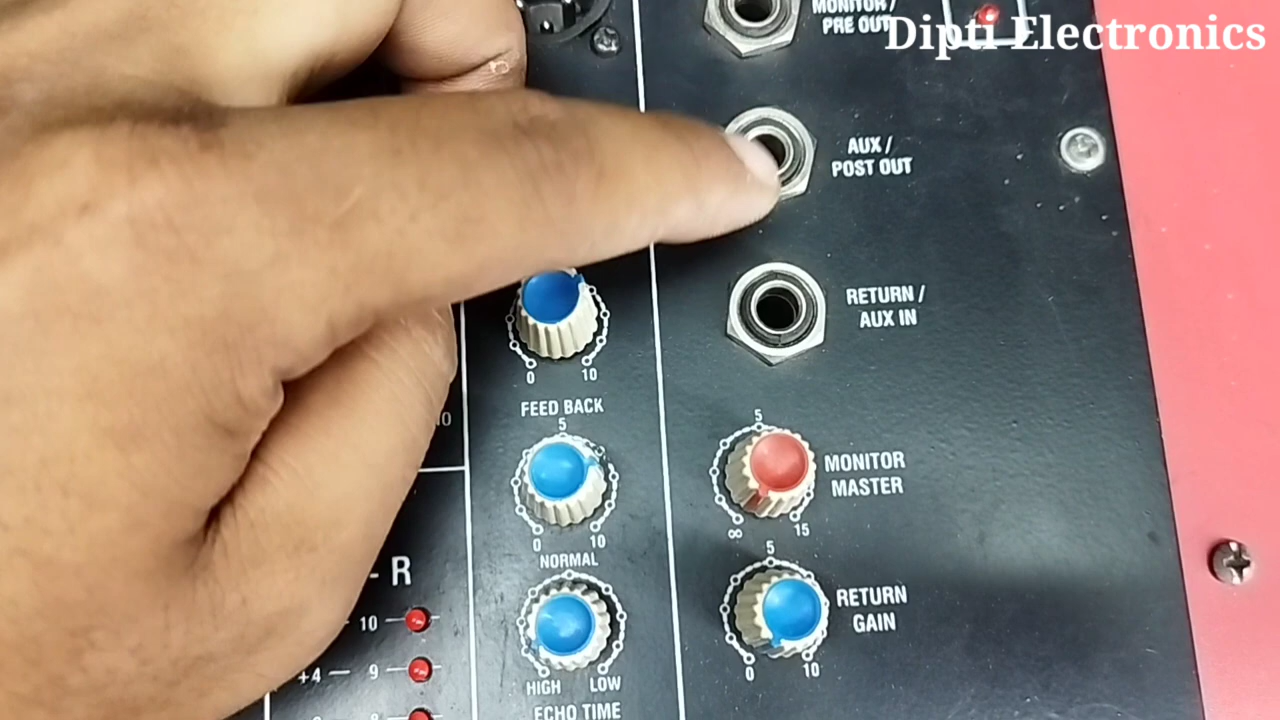 MONITOR /
PRE OUT
Dipti Electronics
AUX /
POST OUT
RETURN /
AUX IN
0 10
FEED BACK
5
0 10
NORMAL
HIGH LOW
ECHO TIME
5
MONITOR
MASTER
∞ 15
5
RETURN
GAIN
0 10
10
- R
10
+4 — 9